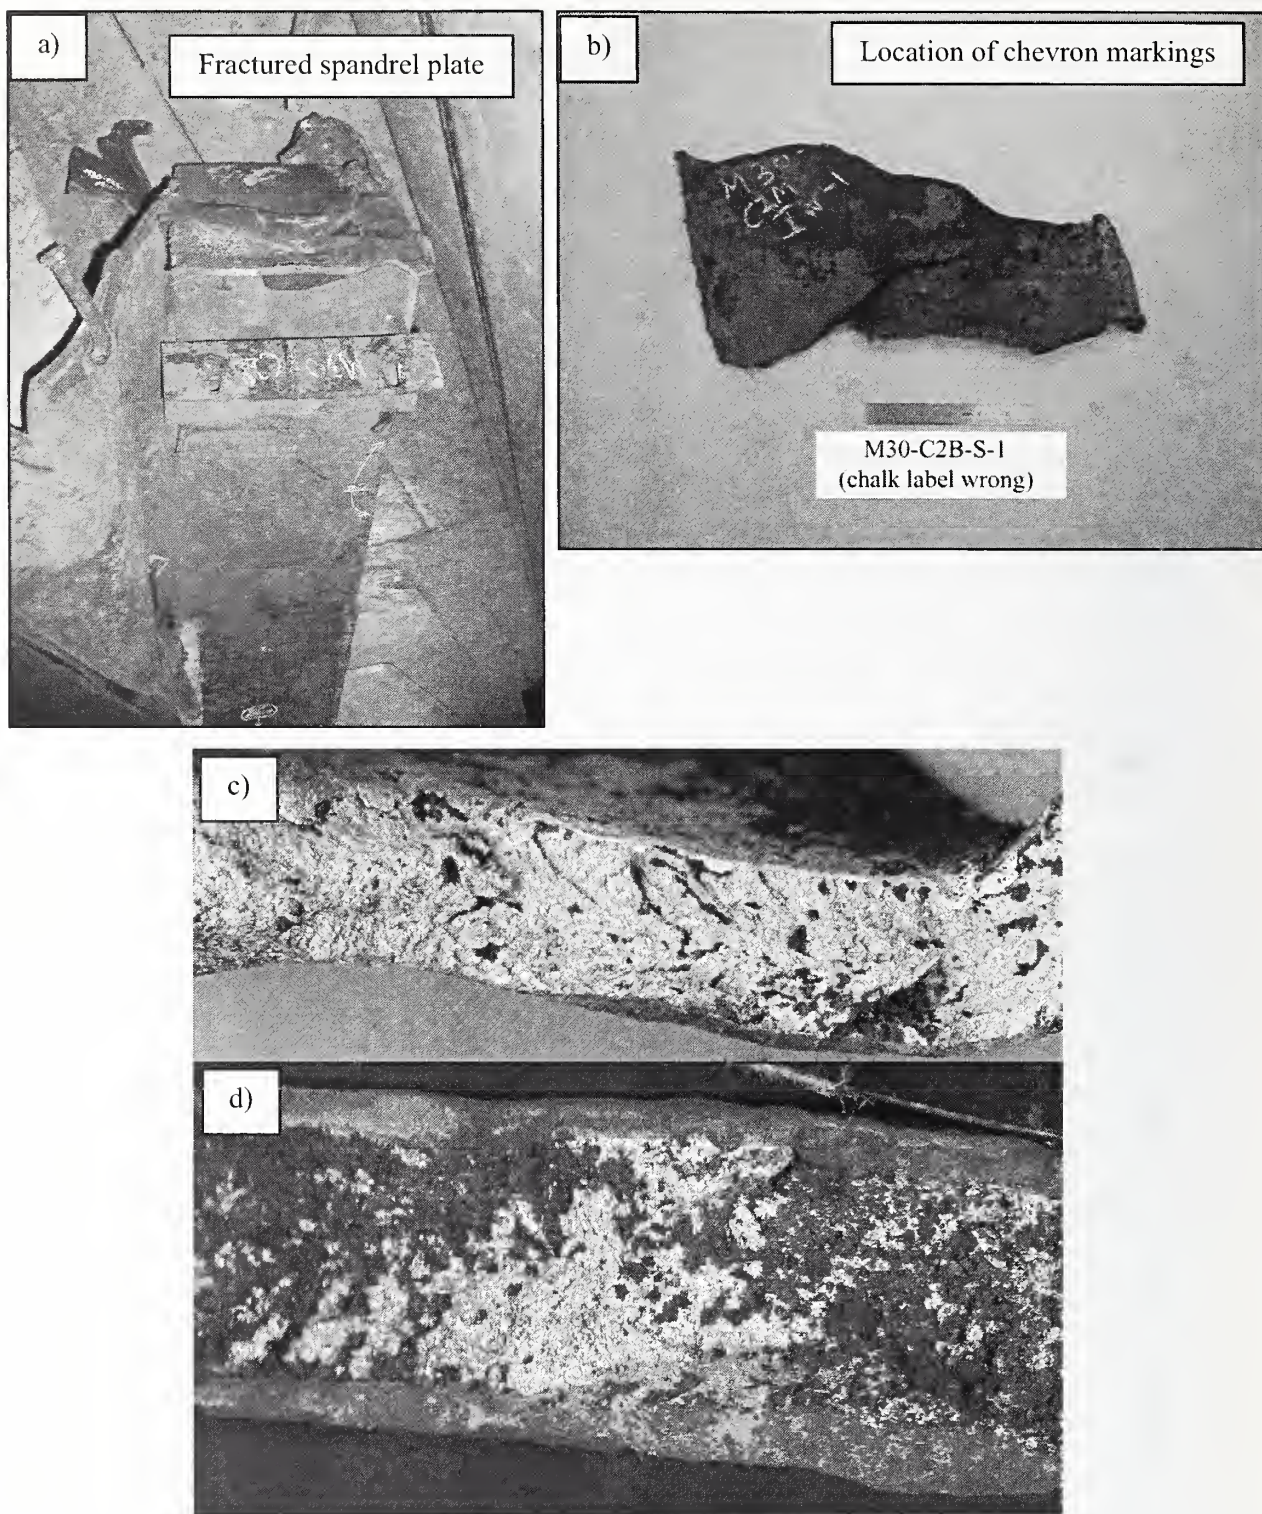 a)
Fractured spandrel plate
b)
Location of chevron markings
M30-C2B-S-1
(chalk label wrong)
c)
d)